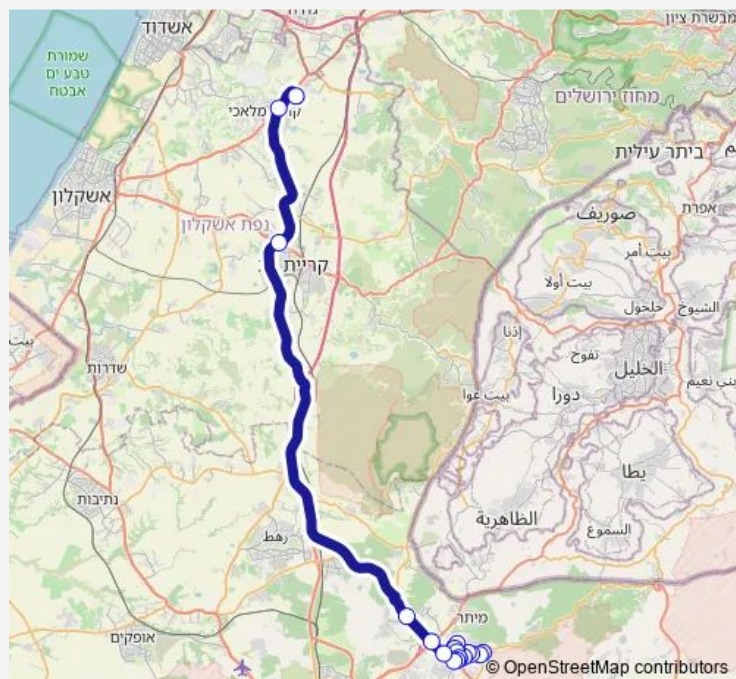 אשדוד
מבשרת ציון
שמורת
טבע ים
אבטח
מחוז ירושלים
ביתר עילית
מלאכי
אשקלון
נפת אשקלון
صوريف
אפרת
بيت أمر
بيت أولا
קריית
حلحول
الشيوخ
إذنا
الخليل
تفوح
שדרות
دورا
بيت عوا
بني نعيم
يطا
נתיבות
الظاهرية
السموع
רהט
מיתר
אופקים
© OpenStreetMap contributors